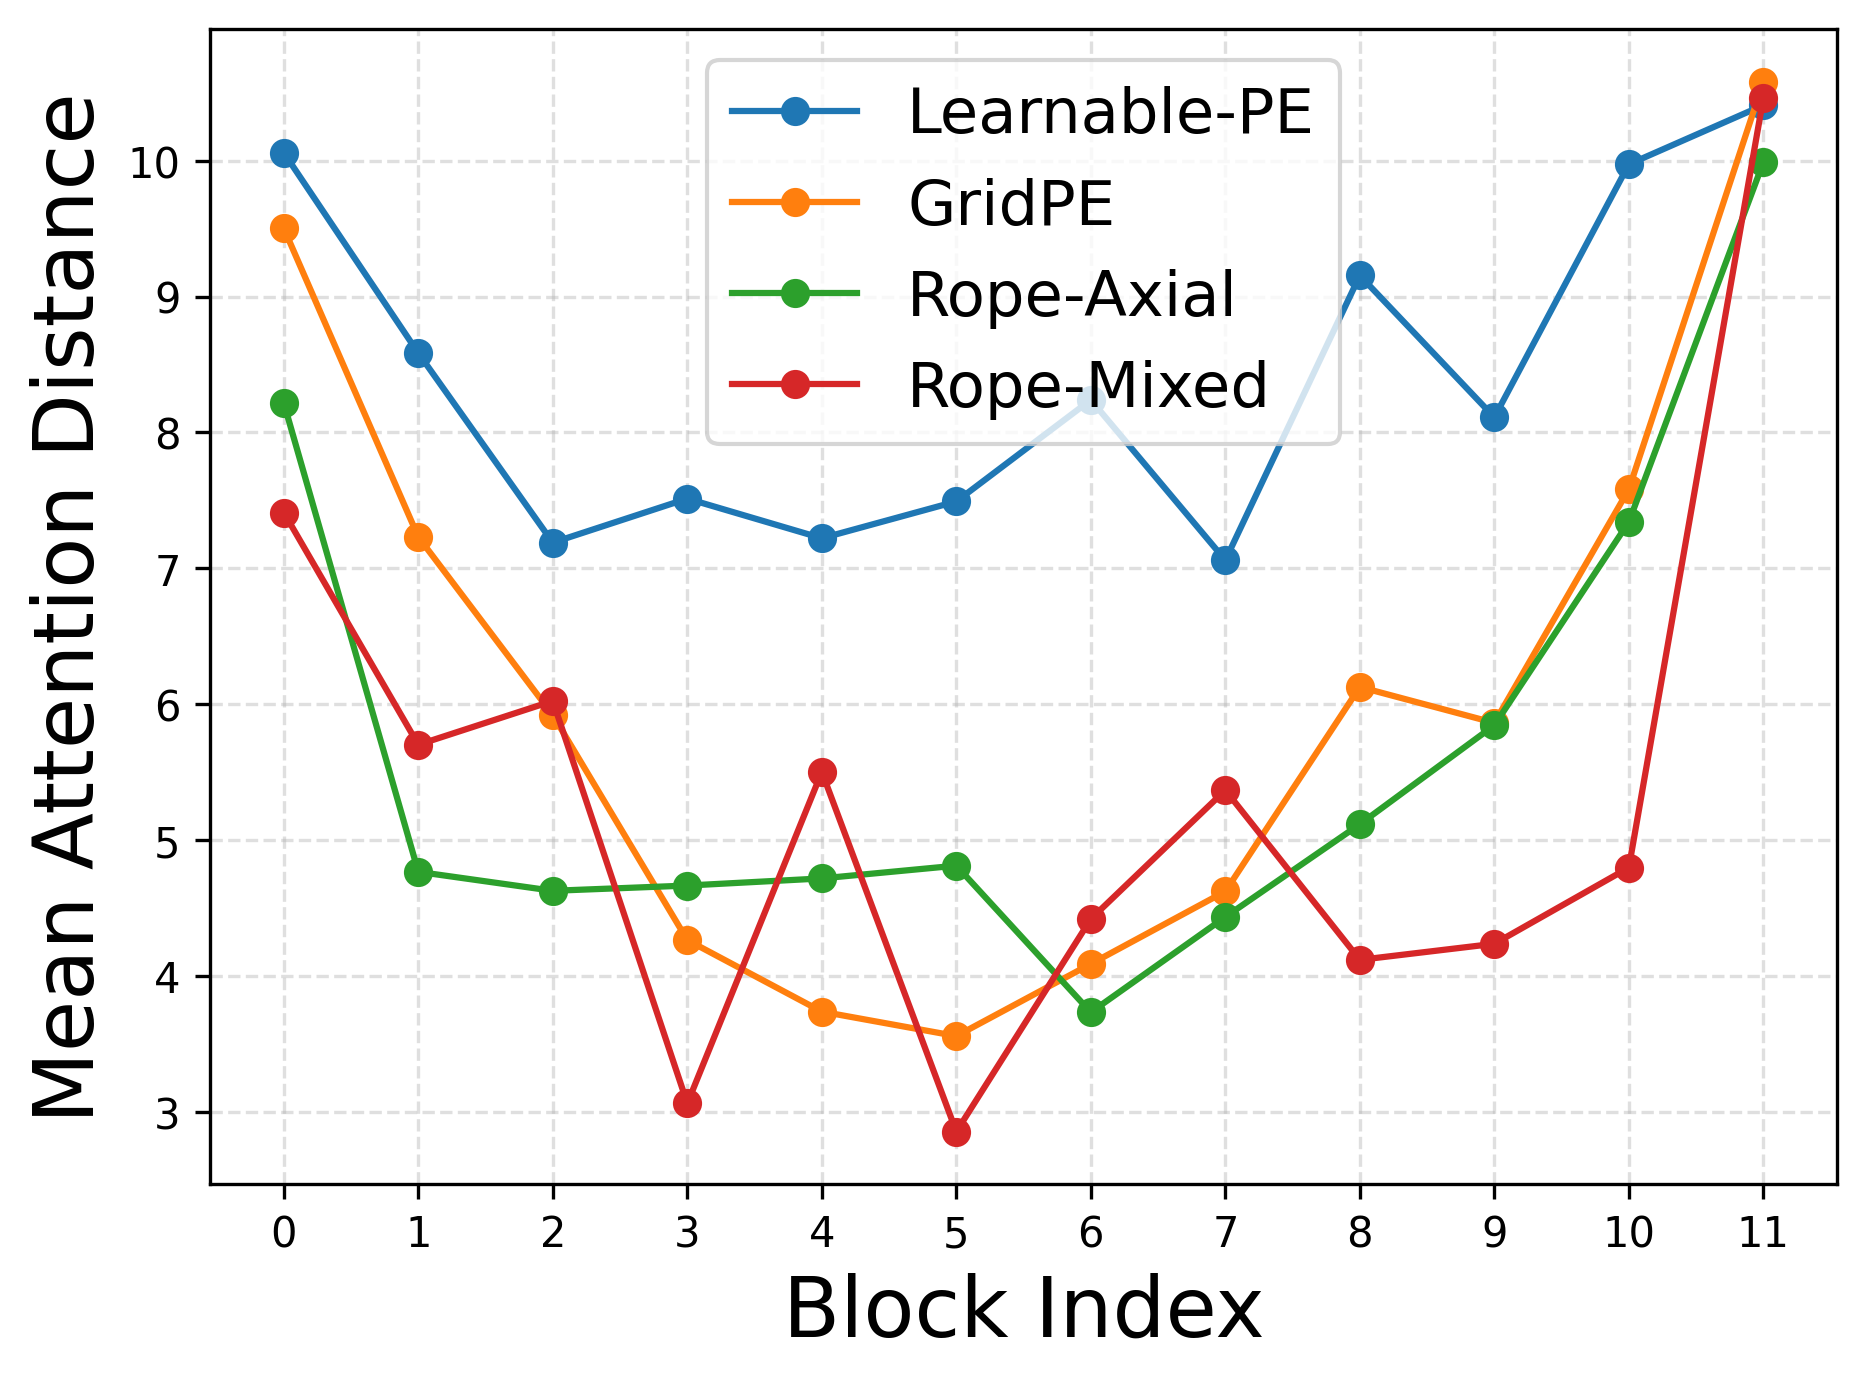 Mean Attention Distance
10
9
8
7
6
5
4
3
Learnable-PE
GridPE
Rope-Axial
Rope-Mixed
0 1 2 3 4 5 6 7 8 9 10 11
Block Index